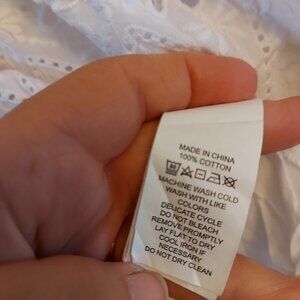 MADE IN CHINA
100% COTTON
MACHINE WASH COLD
WASH WITH LIKE
COLORS
DELICATE CYCLE
DO NOT BLEACH
REMOVE PROMPTLY
LAY FLAT TO DRY
COOL IRON IF
NECESSARY
DO NOT DRY CLEAN